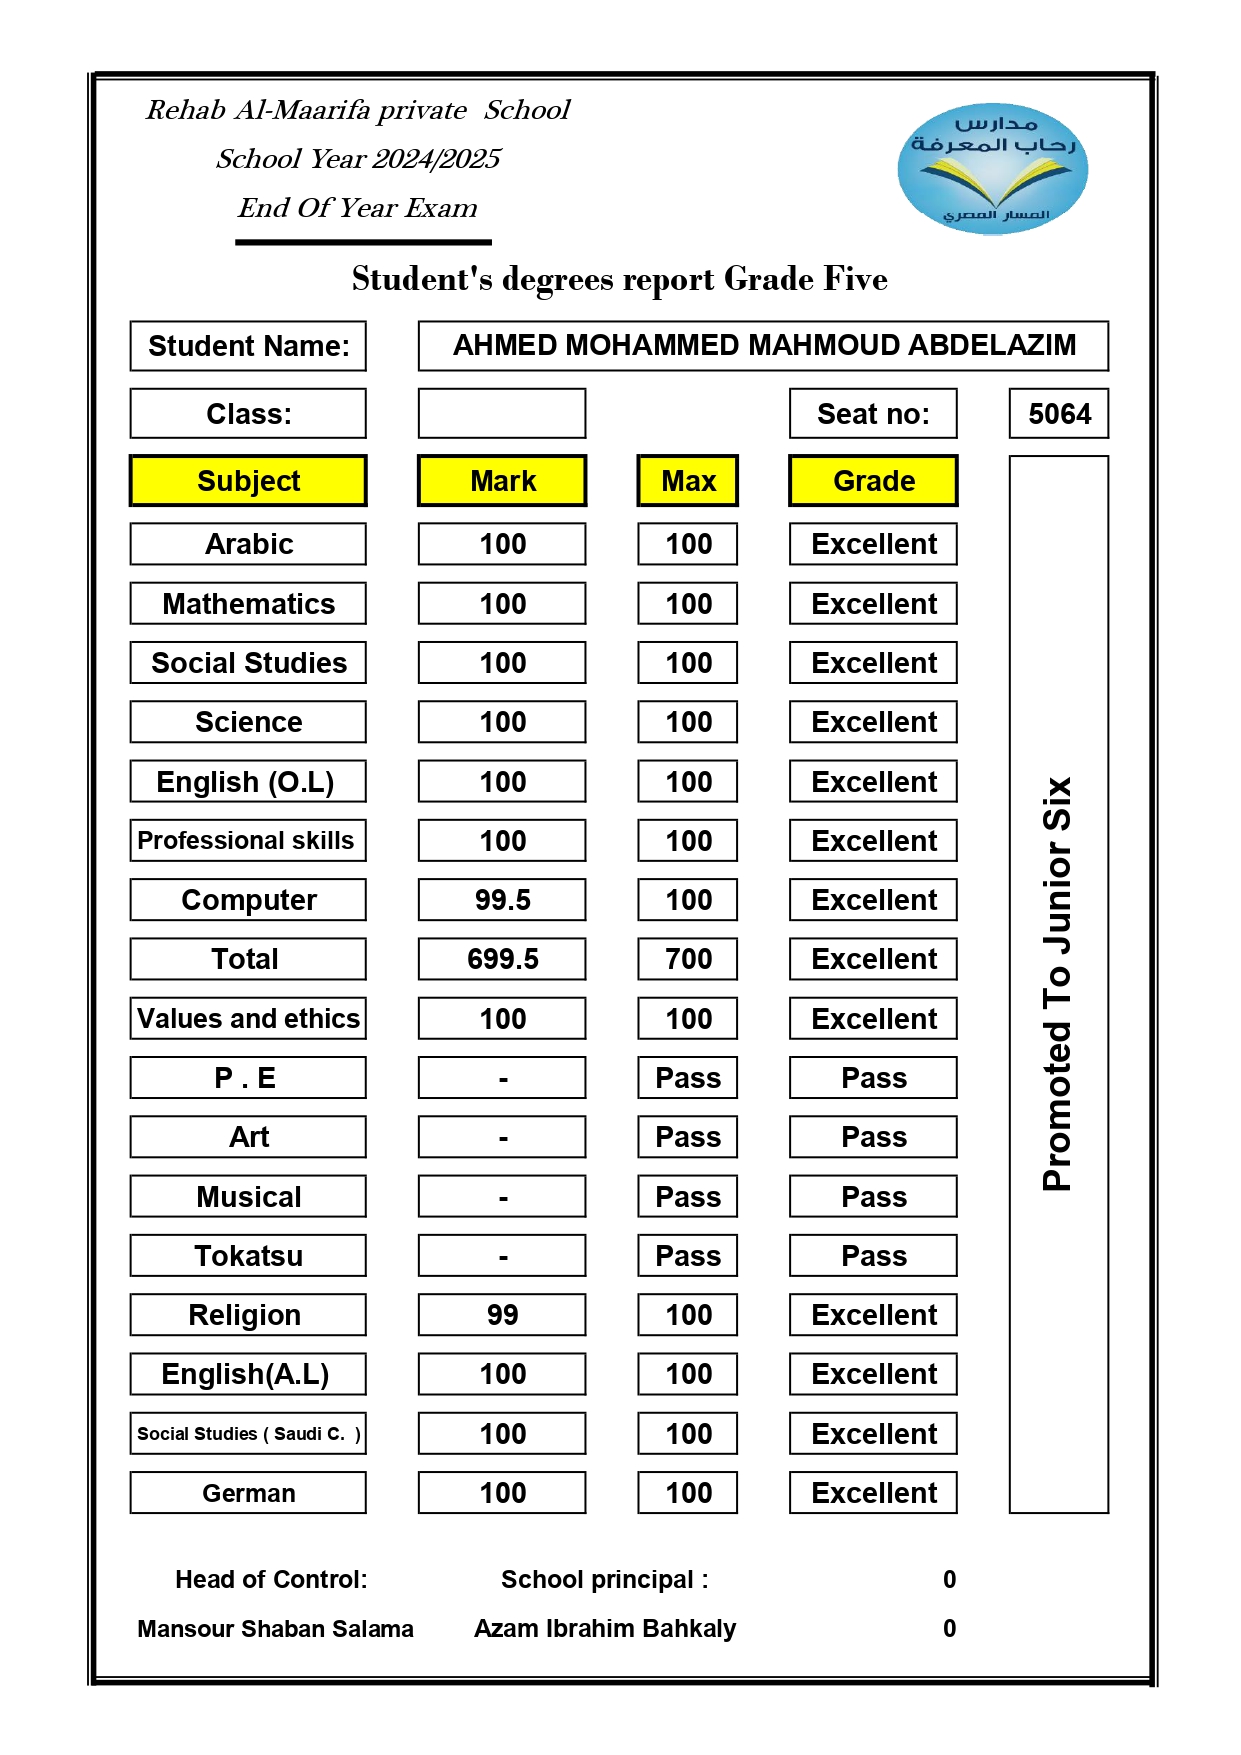 Rehab Al-Maarifa private School
School Year 2024/2025
End Of Year Exam
مدارس
رحاب المعرفة
المسار المصري
Student's degrees report Grade Five
Student Name: AHMED MOHAMMED MAHMOUD ABDELAZIM
Class: Seat no: 5064
Subject Mark Max Grade
Arabic 100 100 Excellent
Mathematics 100 100 Excellent
Social Studies 100 100 Excellent
Science 100 100 Excellent
English (O.L) 100 100 Excellent
Professional skills 100 100 Excellent
Computer 99.5 100 Excellent
Total 699.5 700 Excellent
Values and ethics 100 100 Excellent
P . E - Pass Pass
Art - Pass Pass
Musical - Pass Pass
Tokatsu - Pass Pass
Religion 99 100 Excellent
English(A.L) 100 100 Excellent
Social Studies ( Saudi C. ) 100 100 Excellent
German 100 100 Excellent
Promoted To Junior Six
Head of Control: School principal : 0
Mansour Shaban Salama Azam Ibrahim Bahkaly 0